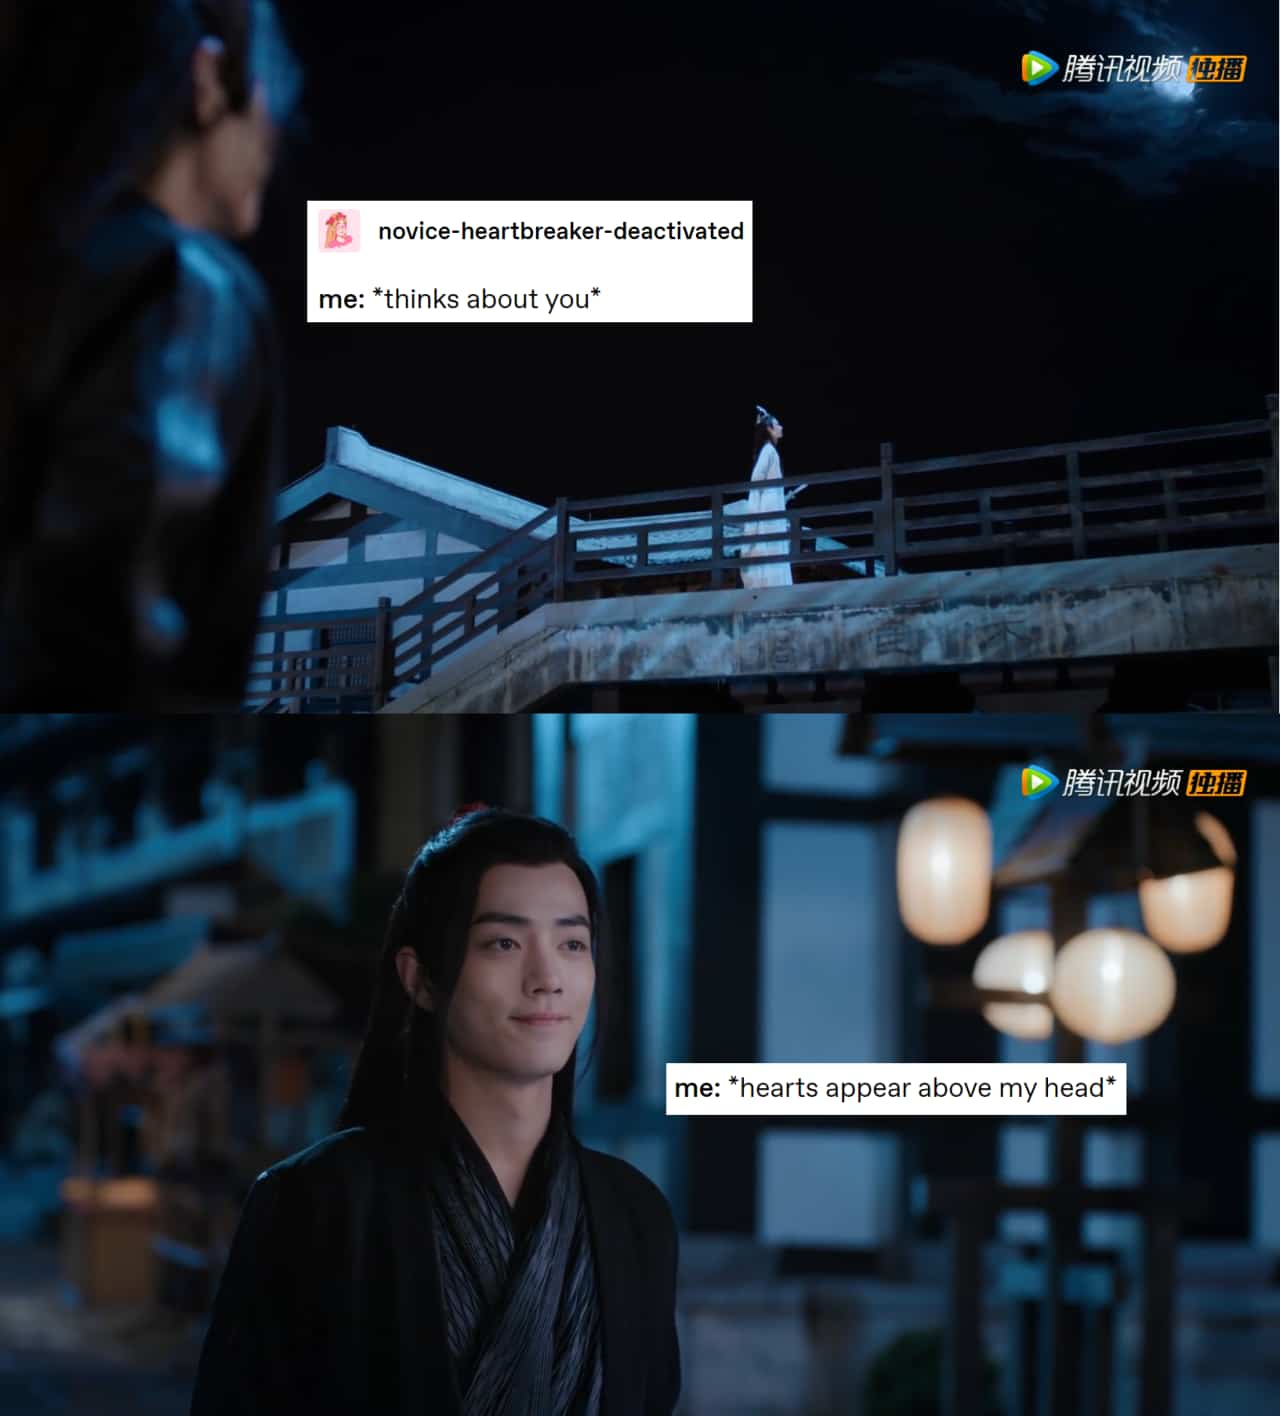 腾讯视频 独播
novice-heartbreaker-deactivated
me: *thinks about you*
腾讯视频 独播
me: *hearts appear above my head*